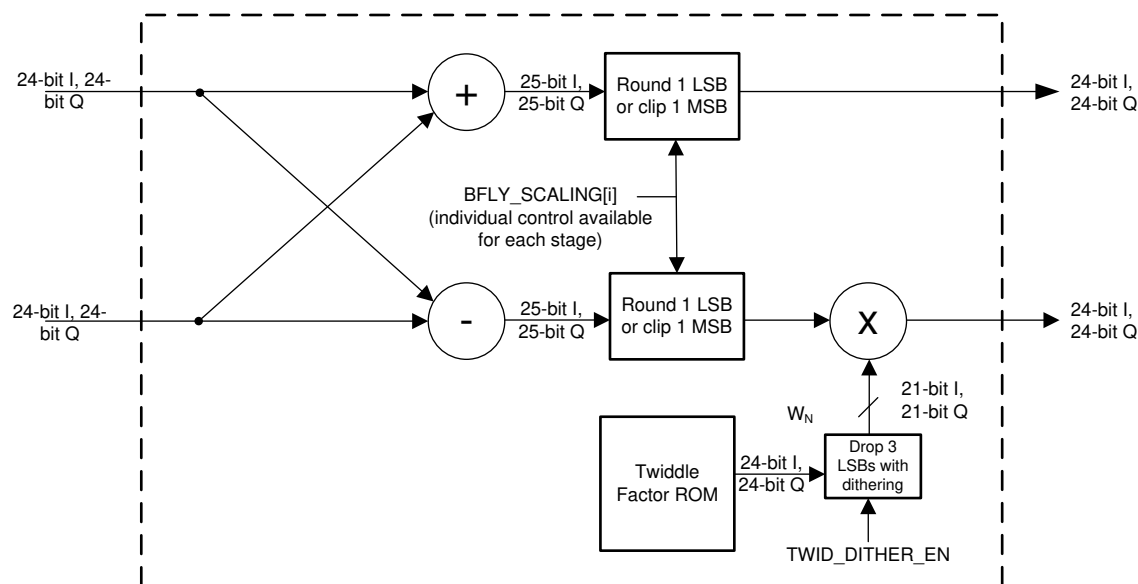 24-bit I, 24-
bit Q
+
25-bit I,
25-bit Q
Round 1 LSB
or clip 1 MSB
24-bit I,
24-bit Q
BFLY_SCALING[i]
(individual control available
for each stage)
24-bit I, 24-
bit Q
-
25-bit I,
25-bit Q
Round 1 LSB
or clip 1 MSB
X
24-bit I,
24-bit Q
W_N
21-bit I,
21-bit Q
Twiddle
Factor ROM
24-bit I,
24-bit Q
Drop 3
LSBs with
dithering
TWID_DITHER_EN